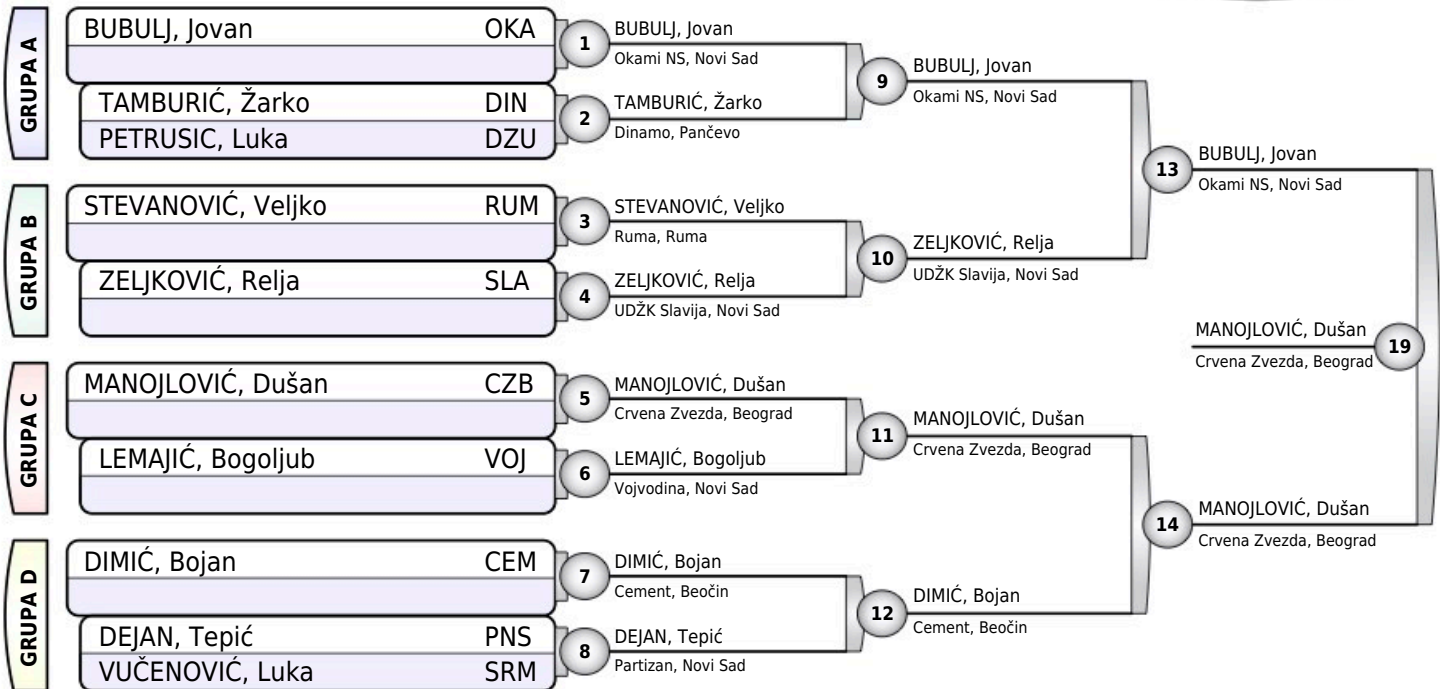 GRUPA A
BUBULJ, Jovan OKA
TAMBURIĆ, Žarko DIN
PETRUSIC, Luka DZU
GRUPA B
STEVANOVIĆ, Veljko RUM
ZELJKOVIĆ, Relja SLA
GRUPA C
MANOJLOVIĆ, Dušan CZB
LEMAJIĆ, Bogoljub VOJ
GRUPA D
DIMIĆ, Bojan CEM
DEJAN, Tepić PNS
VUČENOVIĆ, Luka SRM
1
BUBULJ, Jovan
Okami NS, Novi Sad
2
TAMBURIĆ, Žarko
Dinamo, Pančevo
3
STEVANOVIĆ, Veljko
Ruma, Ruma
4
ZELJKOVIĆ, Relja
UDŽK Slavija, Novi Sad
5
MANOJLOVIĆ, Dušan
Crvena Zvezda, Beograd
6
LEMAJIĆ, Bogoljub
Vojvodina, Novi Sad
7
DIMIĆ, Bojan
Cement, Beočin
8
DEJAN, Tepić
Partizan, Novi Sad
9
BUBULJ, Jovan
Okami NS, Novi Sad
10
ZELJKOVIĆ, Relja
UDŽK Slavija, Novi Sad
11
MANOJLOVIĆ, Dušan
Crvena Zvezda, Beograd
12
DIMIĆ, Bojan
Cement, Beočin
13
BUBULJ, Jovan
Okami NS, Novi Sad
14
MANOJLOVIĆ, Dušan
Crvena Zvezda, Beograd
MANOJLOVIĆ, Dušan
Crvena Zvezda, Beograd
19